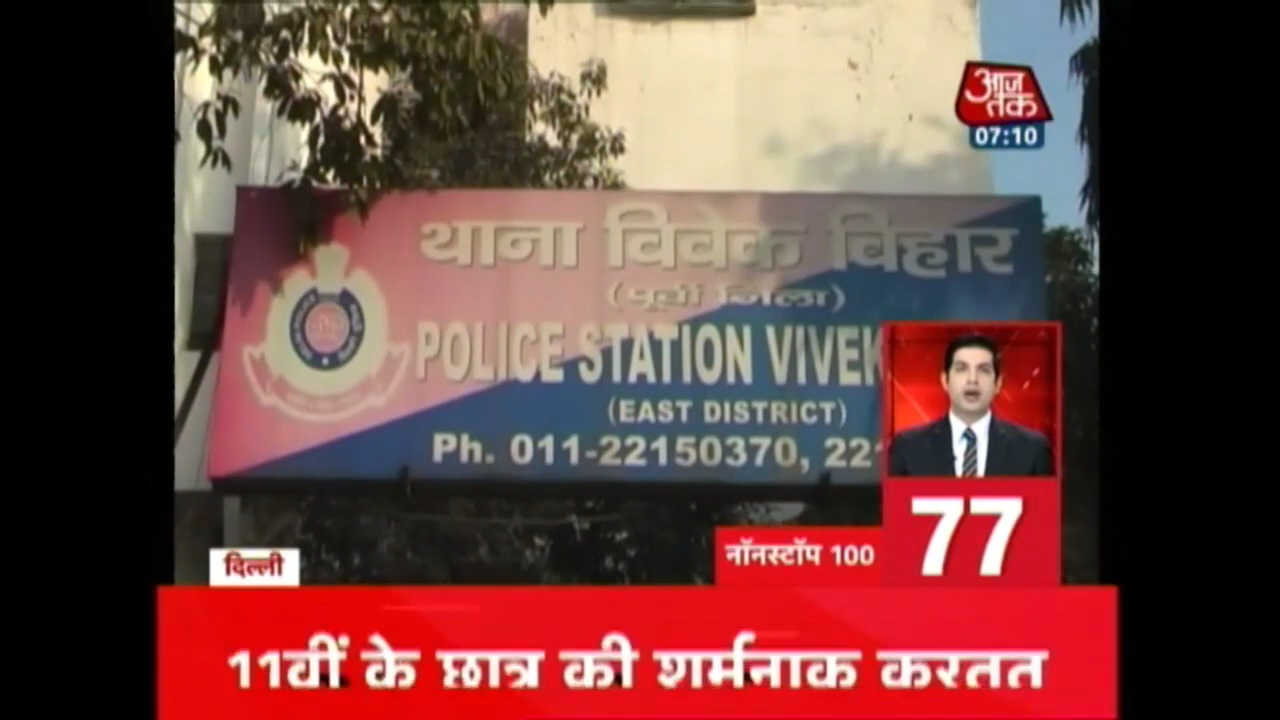 आज
तक
07:10
थाना विवेक विहार
(पूर्वी जिला)
POLICE STATION VIVEK
(EAST DISTRICT)
Ph. 011-22150370, 22
77
नॉनस्टॉप 100
दिल्ली
11वीं के छात्र की शर्मनाक करतूत